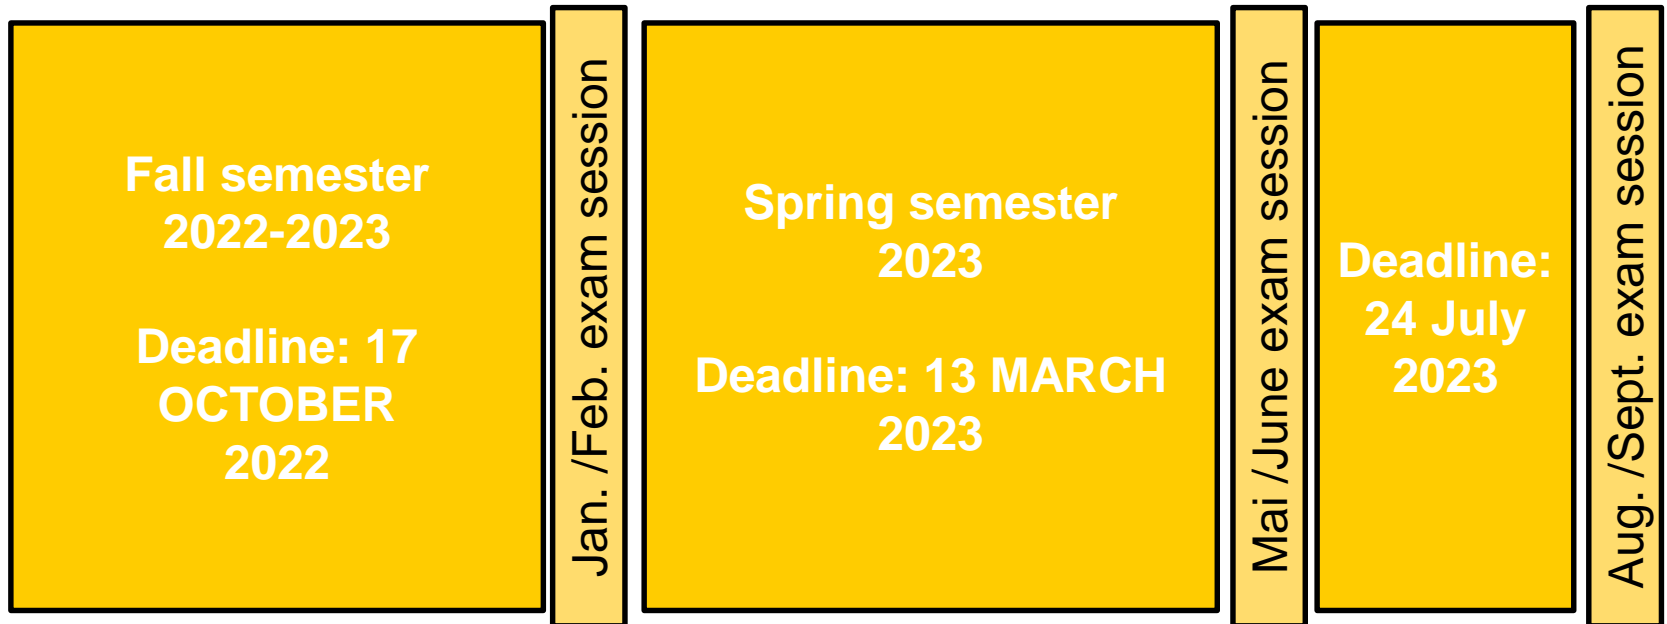 Fall semester
2022-2023
Deadline: 17
OCTOBER
2022
Jan. /Feb. exam session
Spring semester
2023
Deadline: 13 MARCH
2023
Mai /June exam session
Deadline:
24 July
2023
Aug. /Sept. exam session